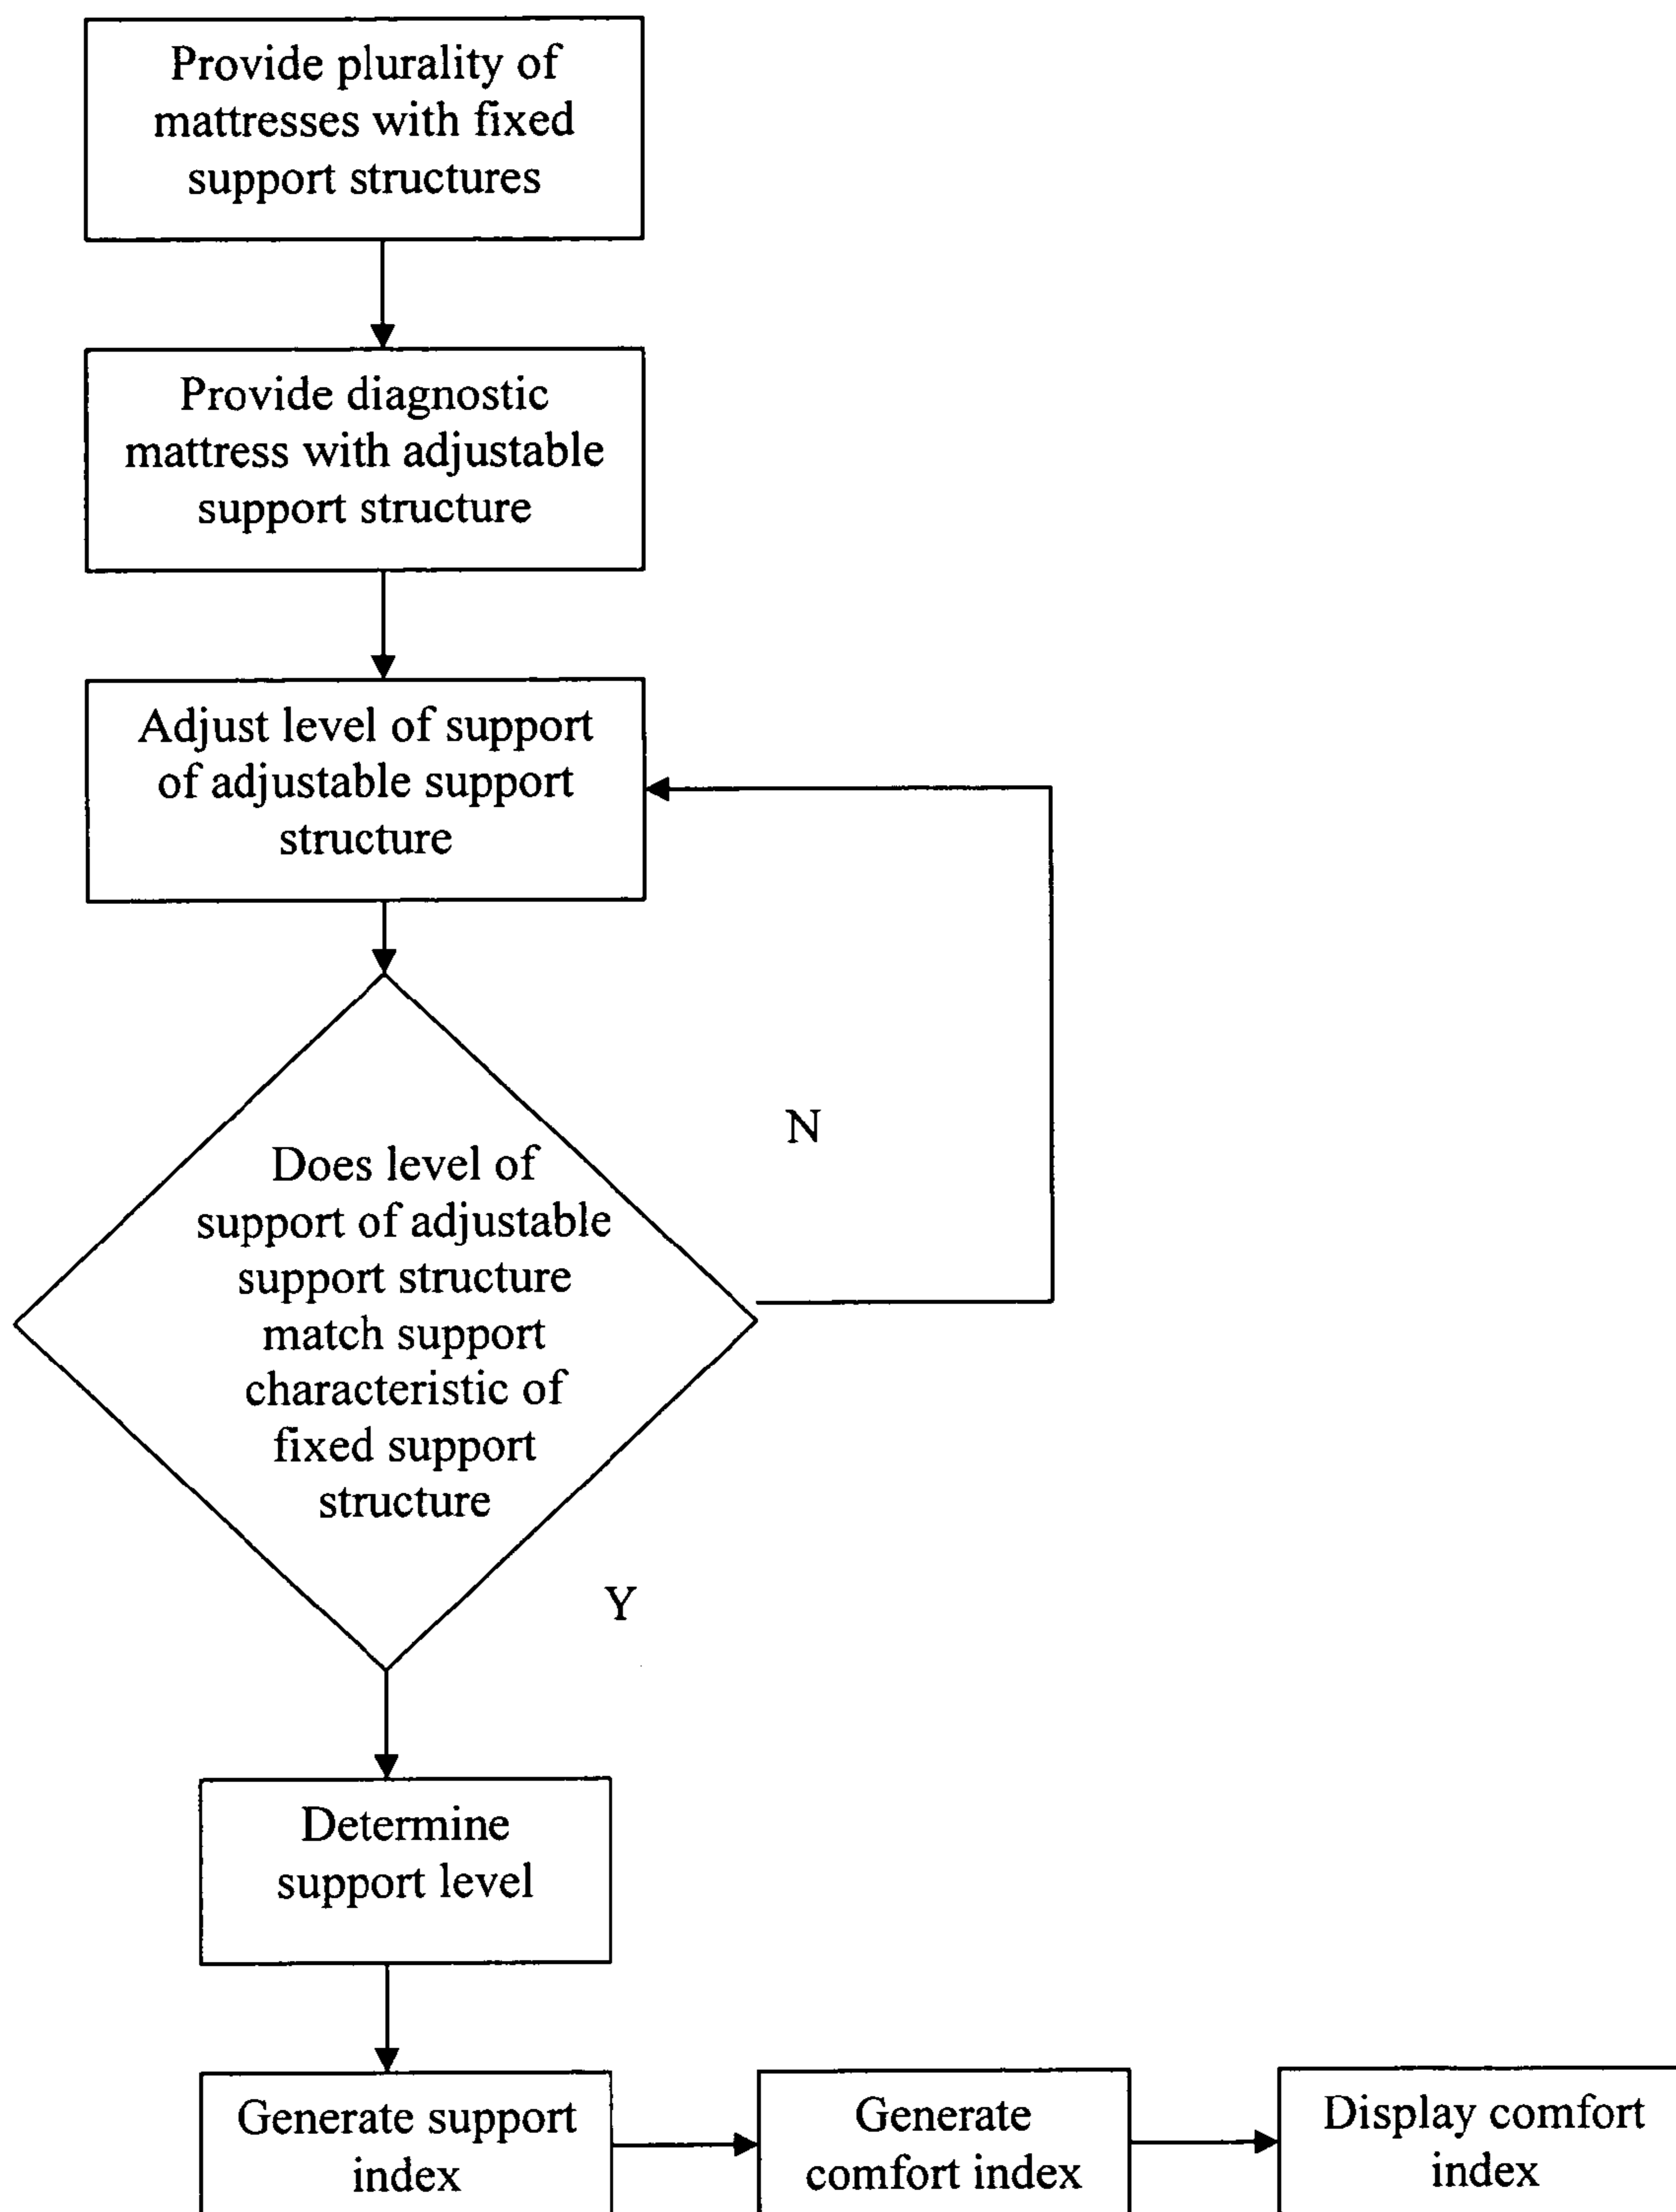 Provide plurality of
mattresses with fixed
support structures
Provide diagnostic
mattress with adjustable
support structure
Adjust level of support
of adjustable support
structure
N
Does level of
support of adjustable
support structure
match support
characteristic of
fixed support
structure
Y
Determine
support level
Generate support
index
Generate
comfort index
Display comfort
index